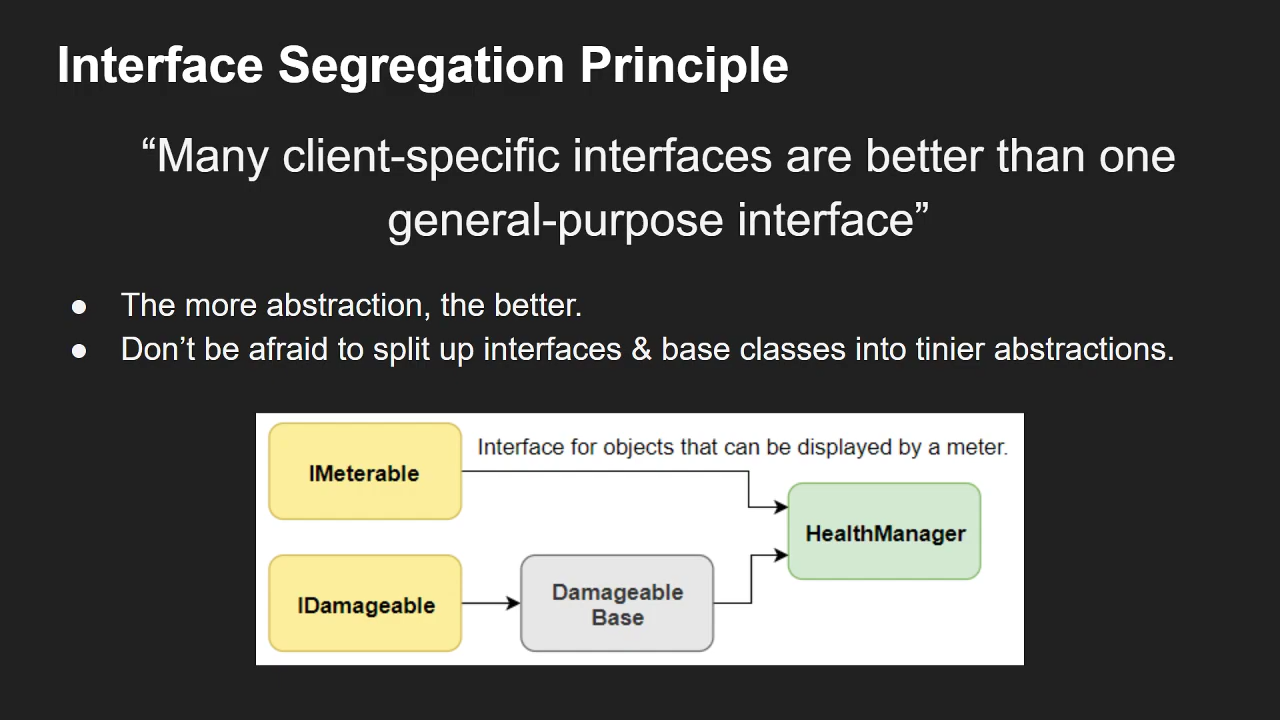 Interface Segregation Principle
“Many client-specific interfaces are better than one
general-purpose interface”
● The more abstraction, the better.
● Don’t be afraid to split up interfaces & base classes into tinier abstractions.
IMeterable
Interface for objects that can be displayed by a meter.
HealthManager
IDamageable
Damageable
Base